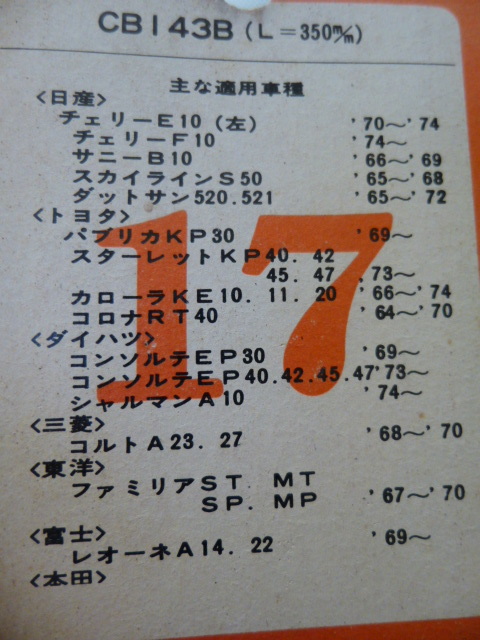 CB143B (L=350㎜)
主な適用車種
<日産>
チェリーE10 (左) '70～'74
チェリーF10 '74～
サニーB10 '66～'69
スカイラインS50 '65～'68
ダットサン520.521 '65～'72
<トヨタ>
パブリカKP30 '69～
スターレットKP40. 42
45. 47 '73～
カローラKE10. 11. 20 '66～'74
コロナRT40 '64～'70
<ダイハツ>
コンソルテEP30 '69～
コンソルテEP40.42.45.47'73～
シャルマンA10 '74～
<三菱>
コルトA23. 27 '68～'70
<東洋>
ファミリアST. MT
SP. MP '67～'70
<富士>
レオーネA14. 22 '69～
<本田>
17